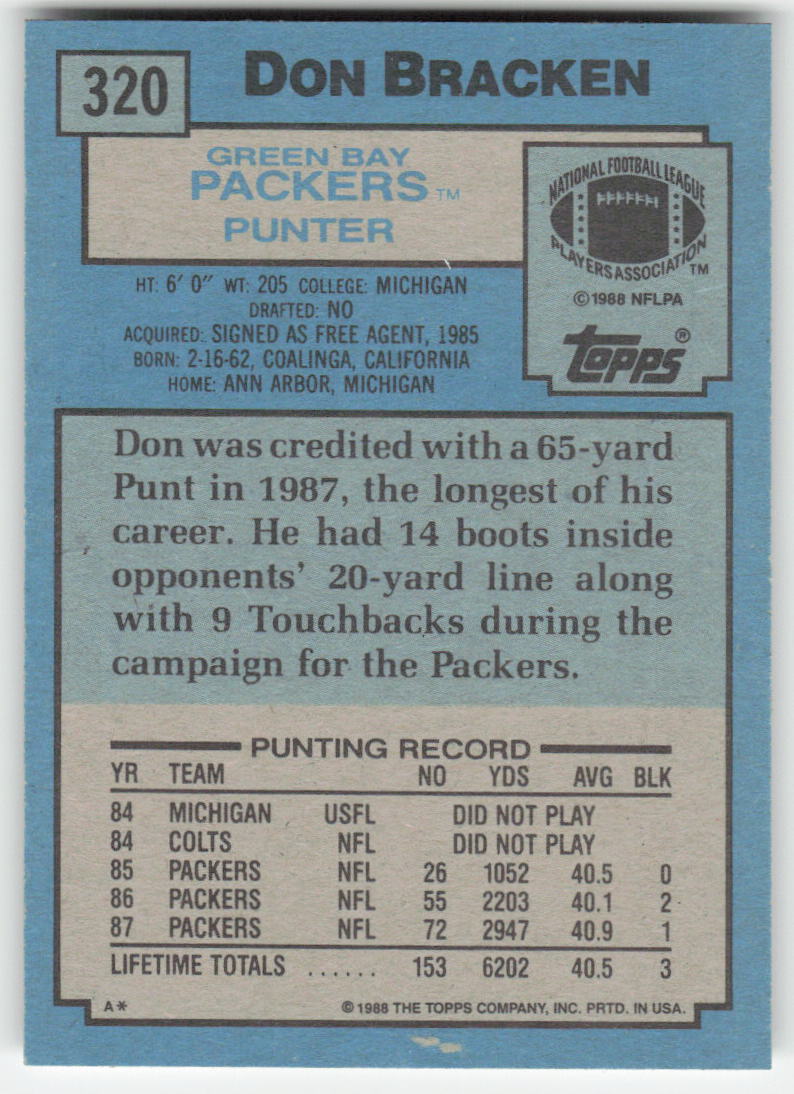 320
DON BRACKEN
GREEN BAY
PACKERS™
PUNTER
NATIONAL FOOTBALL LEAGUE
PLAYERS ASSOCIATION™
©1988 NFLPA
topps®
HT: 6' 0" WT: 205 COLLEGE: MICHIGAN
DRAFTED: NO
ACQUIRED: SIGNED AS FREE AGENT, 1985
BORN: 2-16-62, COALINGA, CALIFORNIA
HOME: ANN ARBOR, MICHIGAN
Don was credited with a 65-yard
Punt in 1987, the longest of his
career. He had 14 boots inside
opponents' 20-yard line along
with 9 Touchbacks during the
campaign for the Packers.
PUNTING RECORD
YR TEAM NO YDS AVG BLK
84 MICHIGAN USFL DID NOT PLAY
84 COLTS NFL DID NOT PLAY
85 PACKERS NFL 26 1052 40.5 0
86 PACKERS NFL 55 2203 40.1 2
87 PACKERS NFL 72 2947 40.9 1
LIFETIME TOTALS ...... 153 6202 40.5 3
A* ©1988 THE TOPPS COMPANY, INC. PRTD. IN USA.